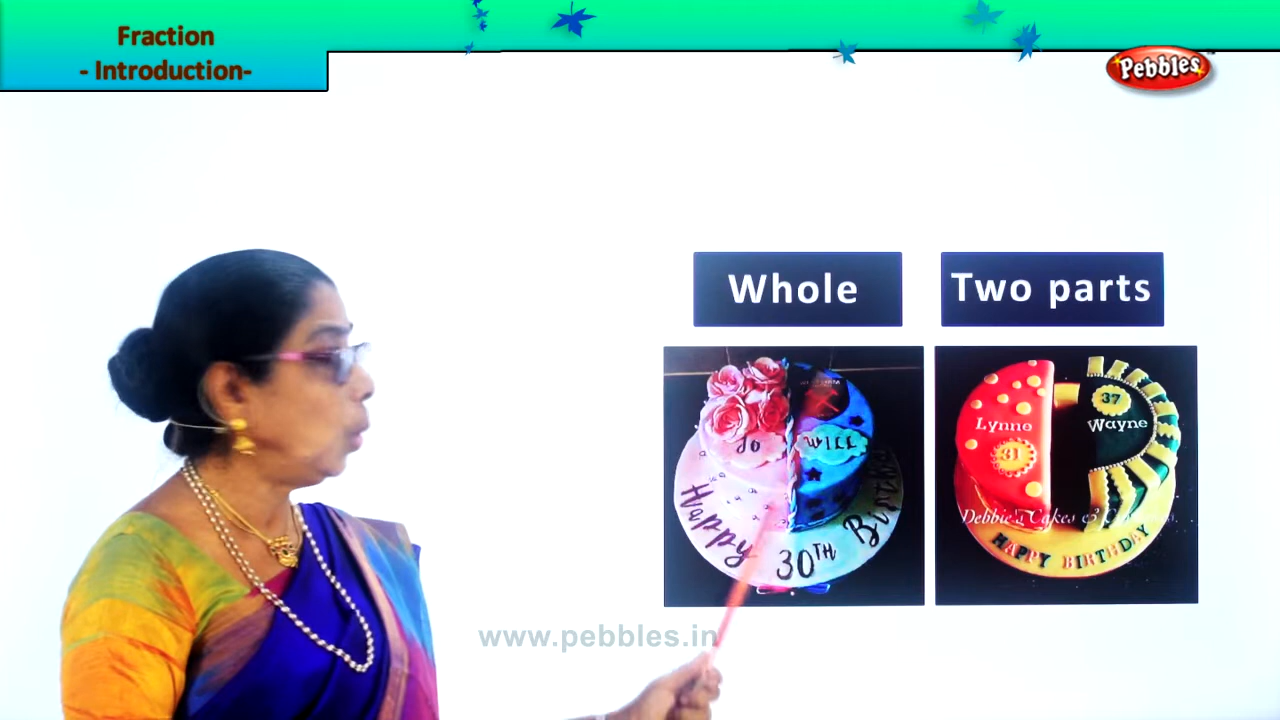 Fraction
- Introduction-
Pebbles
Whole
Two parts
Jo
WILL
Happy
30TH
Birthday
Lynne
31
37
Wayne
Debbie's Cakes
HAPPY BIRTHDAY
www.pebbles.in